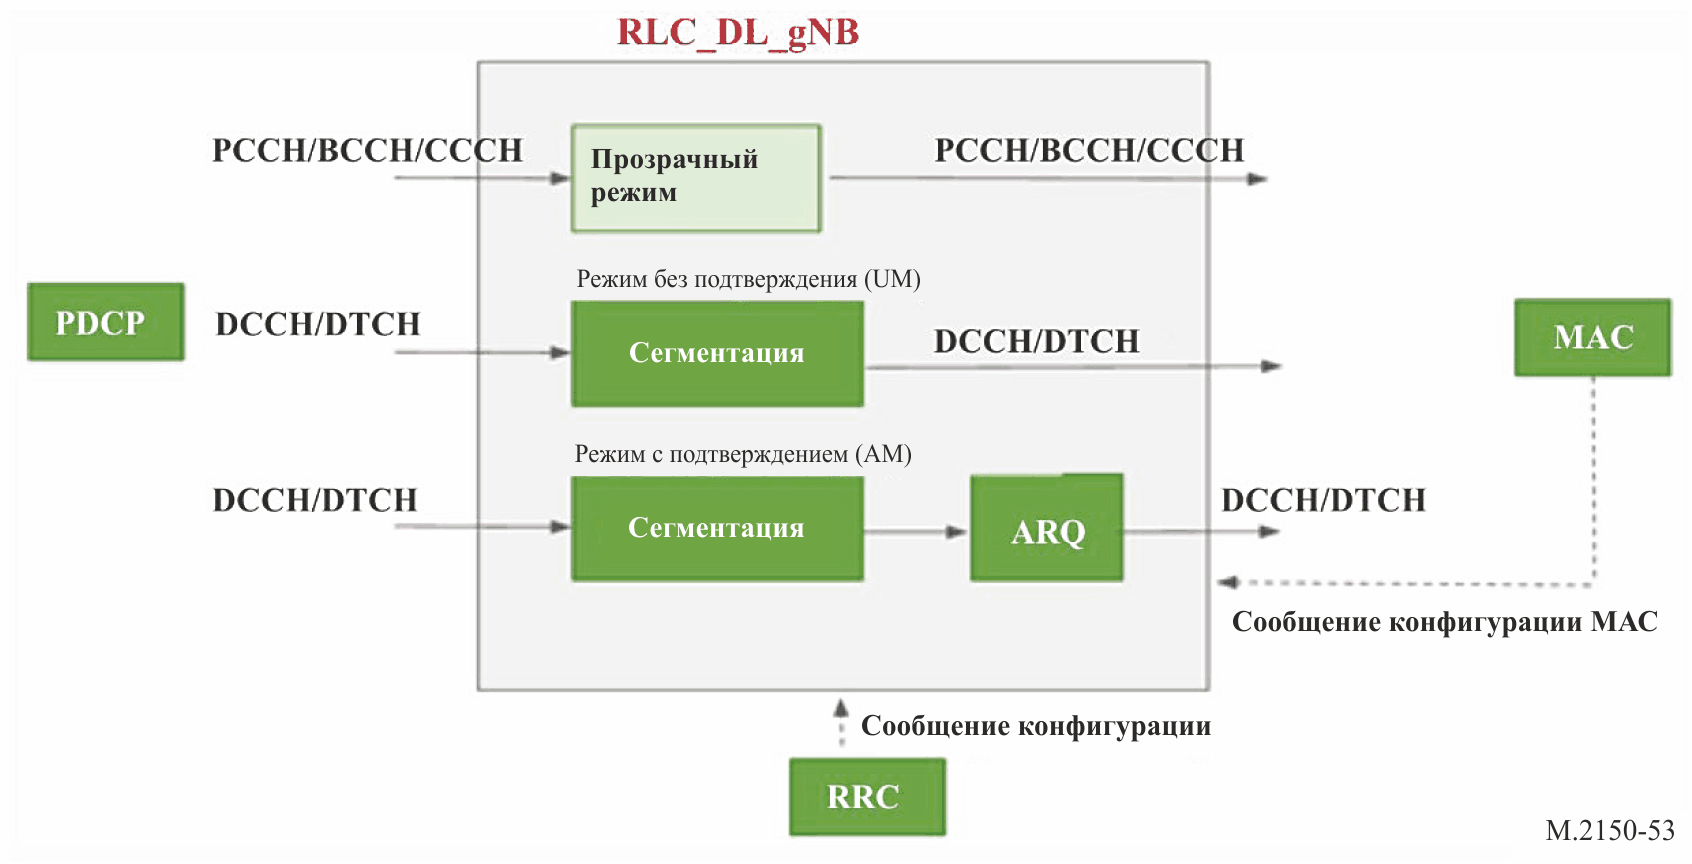 RLC_DL_gNB
PCCH/BCCH/CCCH
Прозрачный
режим
PCCH/BCCH/CCCH
Режим без подтверждения (UM)
PDCP
DCCH/DTCH
Сегментация
DCCH/DTCH
MAC
Режим с подтверждением (AM)
DCCH/DTCH
Сегментация
ARQ
DCCH/DTCH
Сообщение конфигурации MAC
Сообщение конфигурации
RRC
M.2150-53